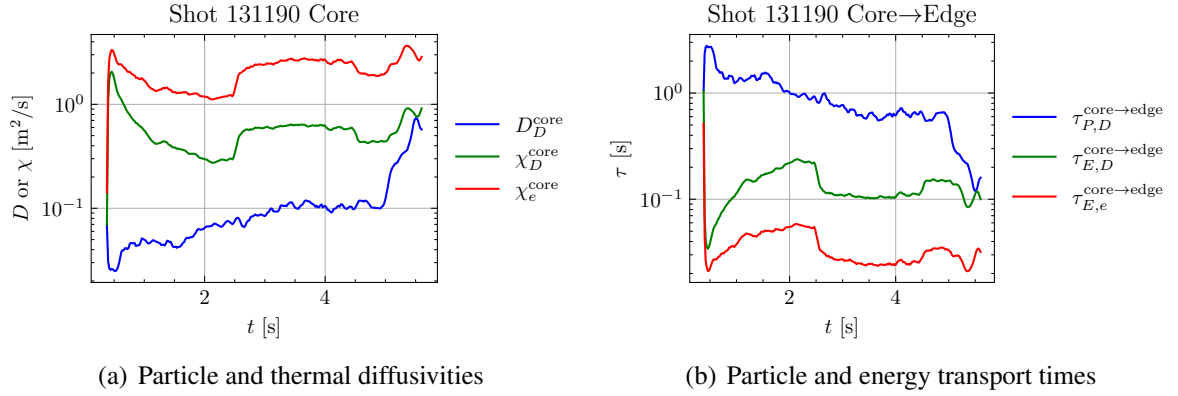 Shot 131190 Core
D or χ [m²/s]
10⁰
10⁻¹
2
4
t [s]
D_D^core
χ_D^core
χ_e^core
(a) Particle and thermal diffusivities
Shot 131190 Core→Edge
τ [s]
10⁰
10⁻¹
2
4
t [s]
τ_{P,D}^{core→edge}
τ_{E,D}^{core→edge}
τ_{E,e}^{core→edge}
(b) Particle and energy transport times